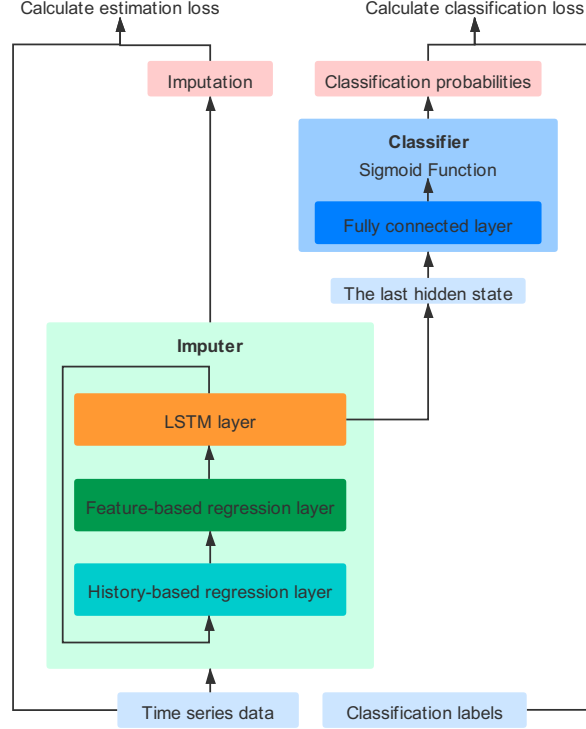 Calculate estimation loss
Calculate classification loss
Imputation
Classification probabilities
Classifier
Sigmoid Function
Fully connected layer
The last hidden state
Imputer
LSTM layer
Feature-based regression layer
History-based regression layer
Time series data
Classification labels